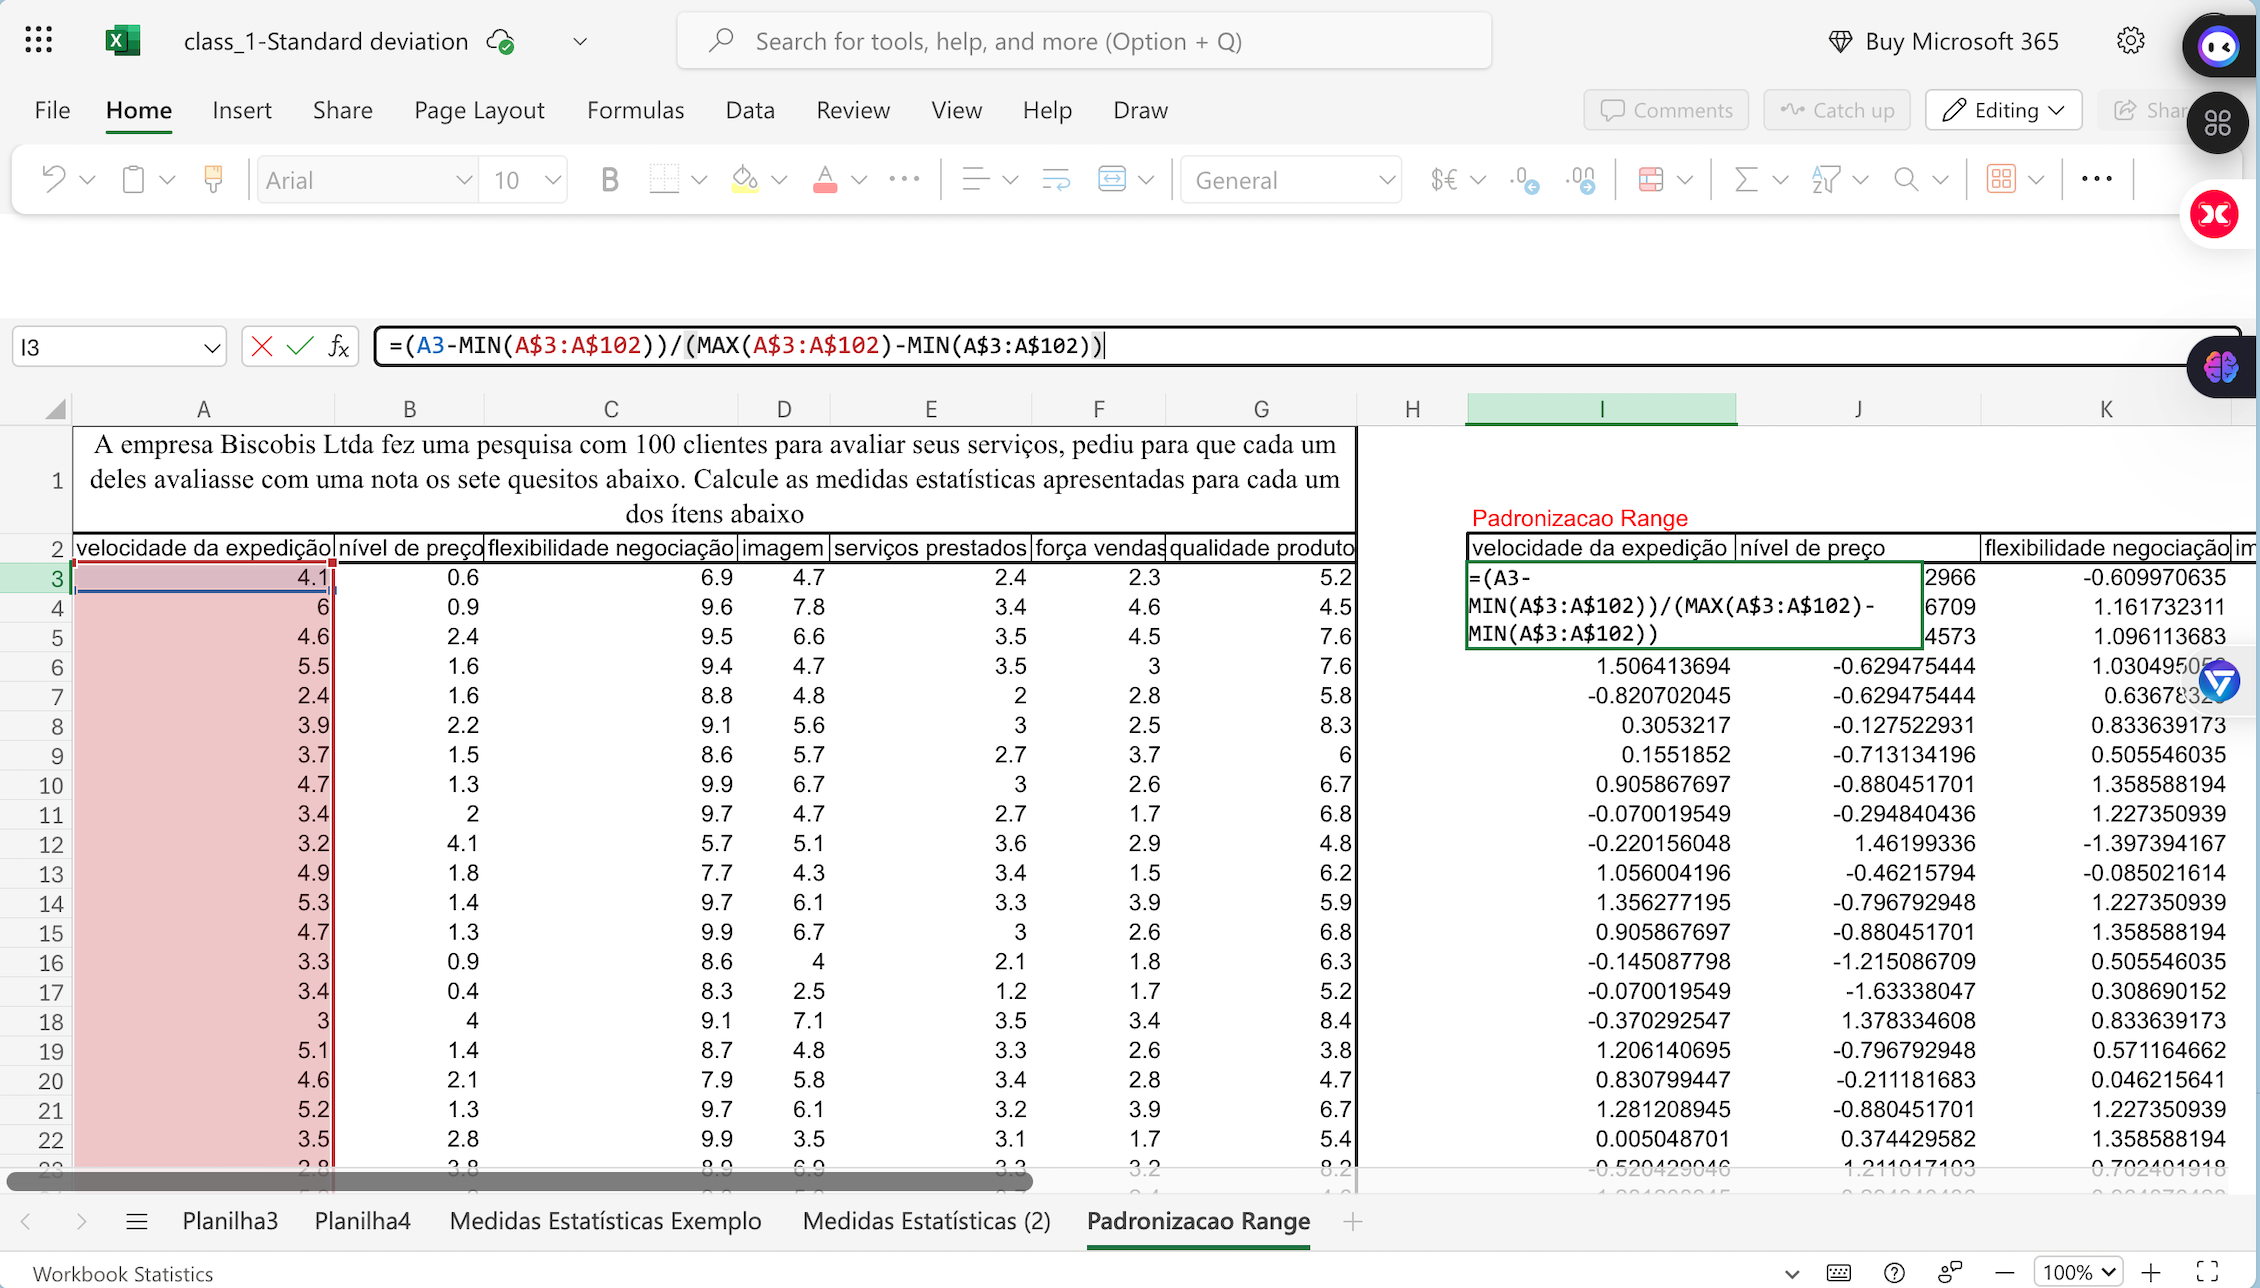 class_1-Standard deviation
Search for tools, help, and more (Option + Q)
Buy Microsoft 365
File Home Insert Share Page Layout Formulas Data Review View Help Draw
Comments Catch up Editing
Arial 10 B General $€
I3 fx =(A3-MIN(A$3:A$102))/(MAX(A$3:A$102)-MIN(A$3:A$102))
A B C D E F G H I J K
A empresa Biscobis Ltda fez uma pesquisa com 100 clientes para avaliar seus serviços, pediu para que cada um
1 deles avaliasse com uma nota os sete quesitos abaixo. Calcule as medidas estatísticas apresentadas para cada um
dos ítens abaixo
Padronizacao Range
2 velocidade da expedição nível de preço flexibilidade negociação imagem serviços prestados força vendas qualidade produto velocidade da expedição nível de preço flexibilidade negociação im
3 4.1 0.6 6.9 4.7 2.4 2.3 5.2 =(A3- 2966 -0.609970635
4 6 0.9 9.6 7.8 3.4 4.6 4.5 MIN(A$3:A$102))/(MAX(A$3:A$102)- 6709 1.161732311
5 4.6 2.4 9.5 6.6 3.5 4.5 7.6 MIN(A$3:A$102)) 4573 1.096113683
6 5.5 1.6 9.4 4.7 3.5 3 7.6 1.506413694 -0.629475444
7 2.4 1.6 8.8 4.8 2 2.8 5.8 -0.820702045 -0.629475444
8 3.9 2.2 9.1 5.6 3 2.5 8.3 0.3053217 -0.127522931 0.833639173
9 3.7 1.5 8.6 5.7 2.7 3.7 6 0.1551852 -0.713134196 0.505546035
10 4.7 1.3 9.9 6.7 3 2.6 6.7 0.905867697 -0.880451701 1.358588194
11 3.4 2 9.7 4.7 2.7 1.7 6.8 -0.070019549 -0.294840436 1.227350939
12 3.2 4.1 5.7 5.1 3.6 2.9 4.8 -0.220156048 1.46199336 -1.397394167
13 4.9 1.8 7.7 4.3 3.4 1.5 6.2 1.056004196 -0.46215794 -0.085021614
14 5.3 1.4 9.7 6.1 3.3 3.9 5.9 1.356277195 -0.796792948 1.227350939
15 4.7 1.3 9.9 6.7 3 2.6 6.8 0.905867697 -0.880451701 1.358588194
16 3.3 0.9 8.6 4 2.1 1.8 6.3 -0.145087798 -1.215086709 0.505546035
17 3.4 0.4 8.3 2.5 1.2 1.7 5.2 -0.070019549 -1.63338047 0.308690152
18 3 4 9.1 7.1 3.5 3.4 8.4 -0.370292547 1.378334608 0.833639173
19 5.1 1.4 8.7 4.8 3.3 2.6 3.8 1.206140695 -0.796792948 0.571164662
20 4.6 2.1 7.9 5.8 3.4 2.8 4.7 0.830799447 -0.211181683 0.046215641
21 5.2 1.3 9.7 6.1 3.2 3.9 6.7 1.281208945 -0.880451701 1.227350939
22 3.5 2.8 9.9 3.5 3.1 1.7 5.4 0.005048701 0.374429582 1.358588194
23 2.8 3.8 8.9 6.9 3.3 3.2 8.2 -0.520429046 1.211017103 0.702401918
Planilha3 Planilha4 Medidas Estatísticas Exemplo Medidas Estatísticas (2) Padronizacao Range
Workbook Statistics 100%